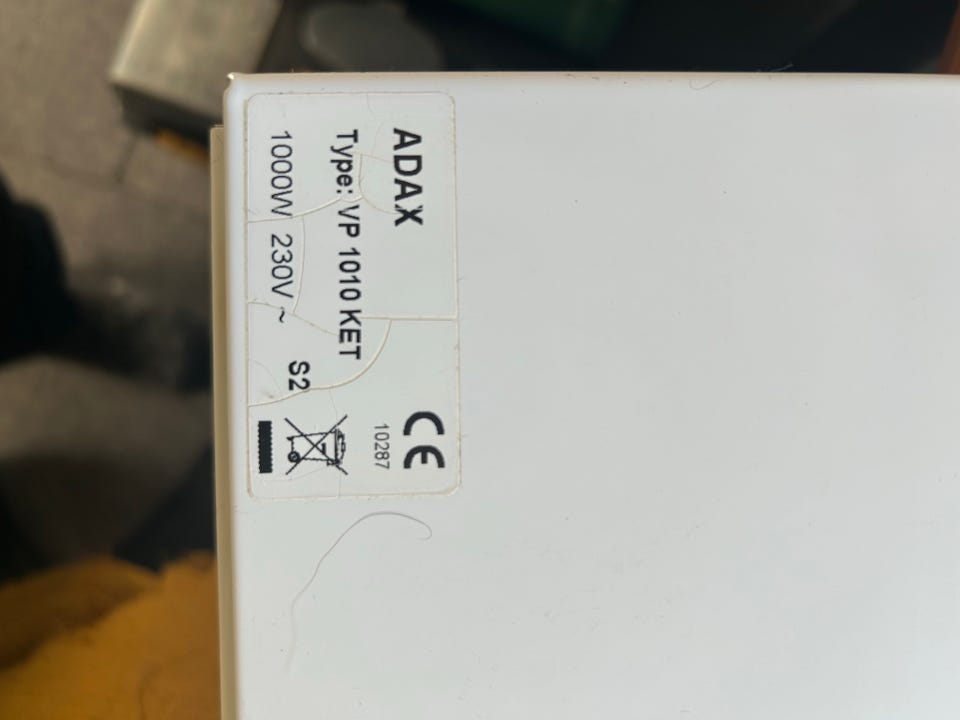 ADAX
Type: VP 1010 KET
1000W 230V ~
S2
CE
10287